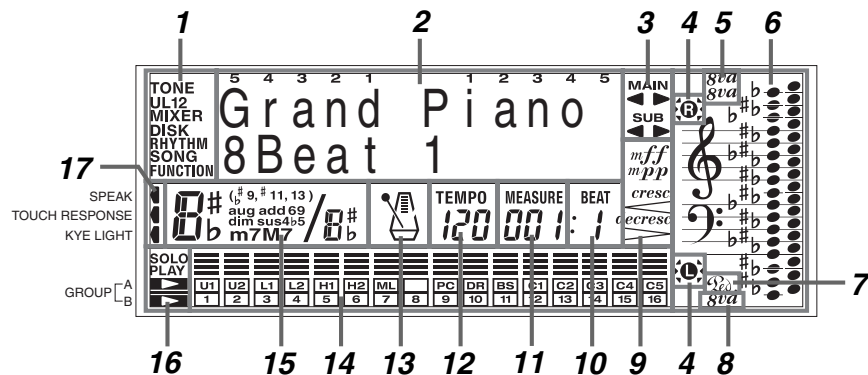 1 2 3 4 5 6
5 4 3 2 1 1 2 3 4 5
TONE
UL12
MIXER
DISK
RHYTHM
SONG
FUNCTION
Grand Piano
8Beat 1
MAIN
SUB
R
8va
8va
mff
mpp
cresc
decresc
17
SPEAK
TOUCH RESPONSE
KYE LIGHT
8 # ♭ (♭# 9, # 11, 13)
aug add 69
dim sus4♭5
m7M7 / 8 # ♭
TEMPO MEASURE BEAT
120 001 : 1
SOLO
PLAY
GROUP A
B
U1 U2 L1 L2 H1 H2 ML PC DR BS C1 C2 C3 C4 C5
1 2 3 4 5 6 7 8 9 10 11 12 13 14 15 16
L
Ped
8va
7
16 15 14 13 12 11 10 9 4 8